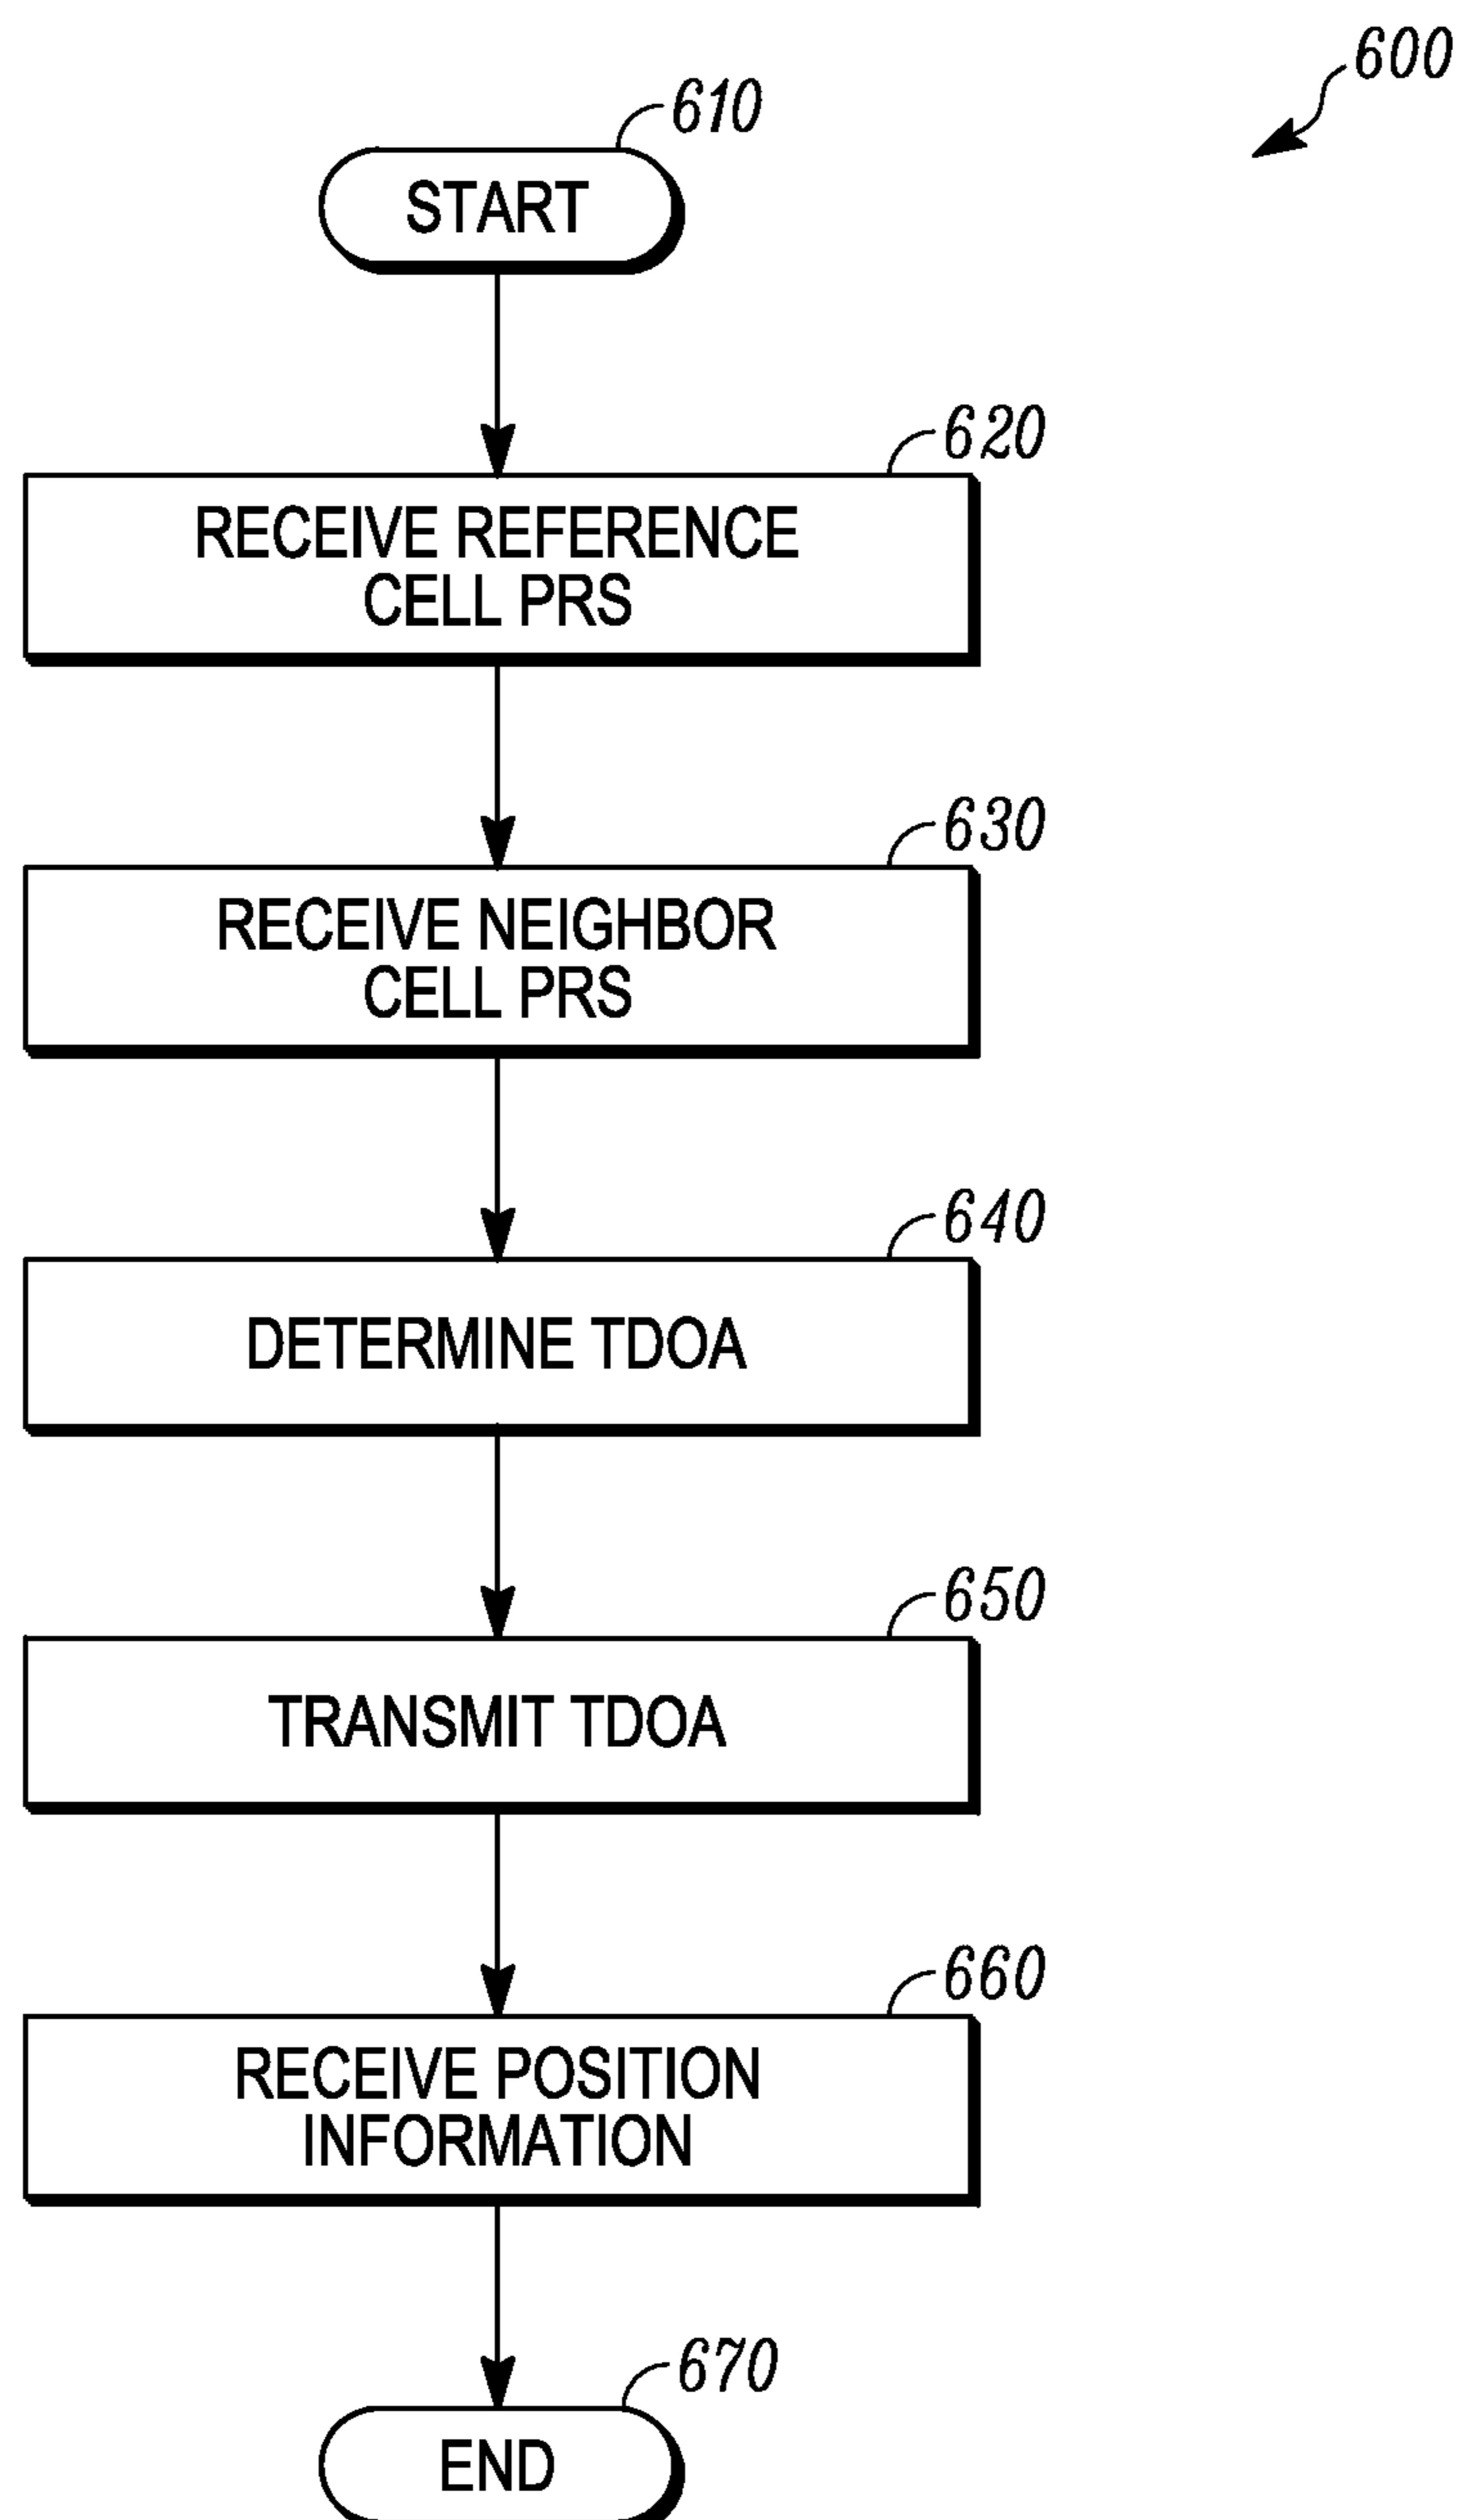 600
610
START
620
RECEIVE REFERENCE
CELL PRS
630
RECEIVE NEIGHBOR
CELL PRS
640
DETERMINE TDOA
650
TRANSMIT TDOA
660
RECEIVE POSITION
INFORMATION
670
END